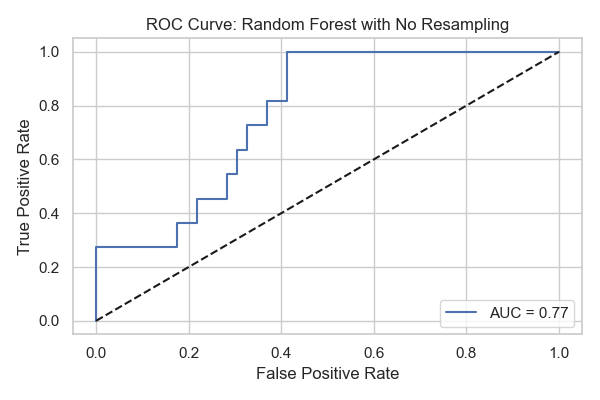 ROC Curve: Random Forest with No Resampling
1.0
0.8
0.6
0.4
0.2
0.0
True Positive Rate
0.0 0.2 0.4 0.6 0.8 1.0
False Positive Rate
AUC = 0.77